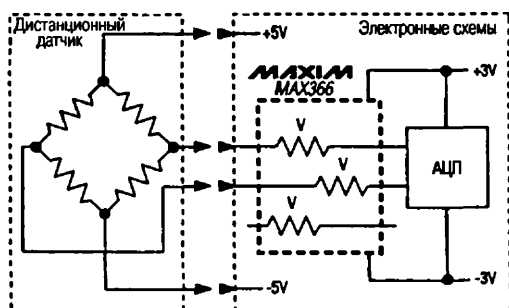 Дистанционный
датчик
+5V
Электронные схемы
MAXIM
MAX366
+3V
V
V
АЦП
V
-5V
-3V